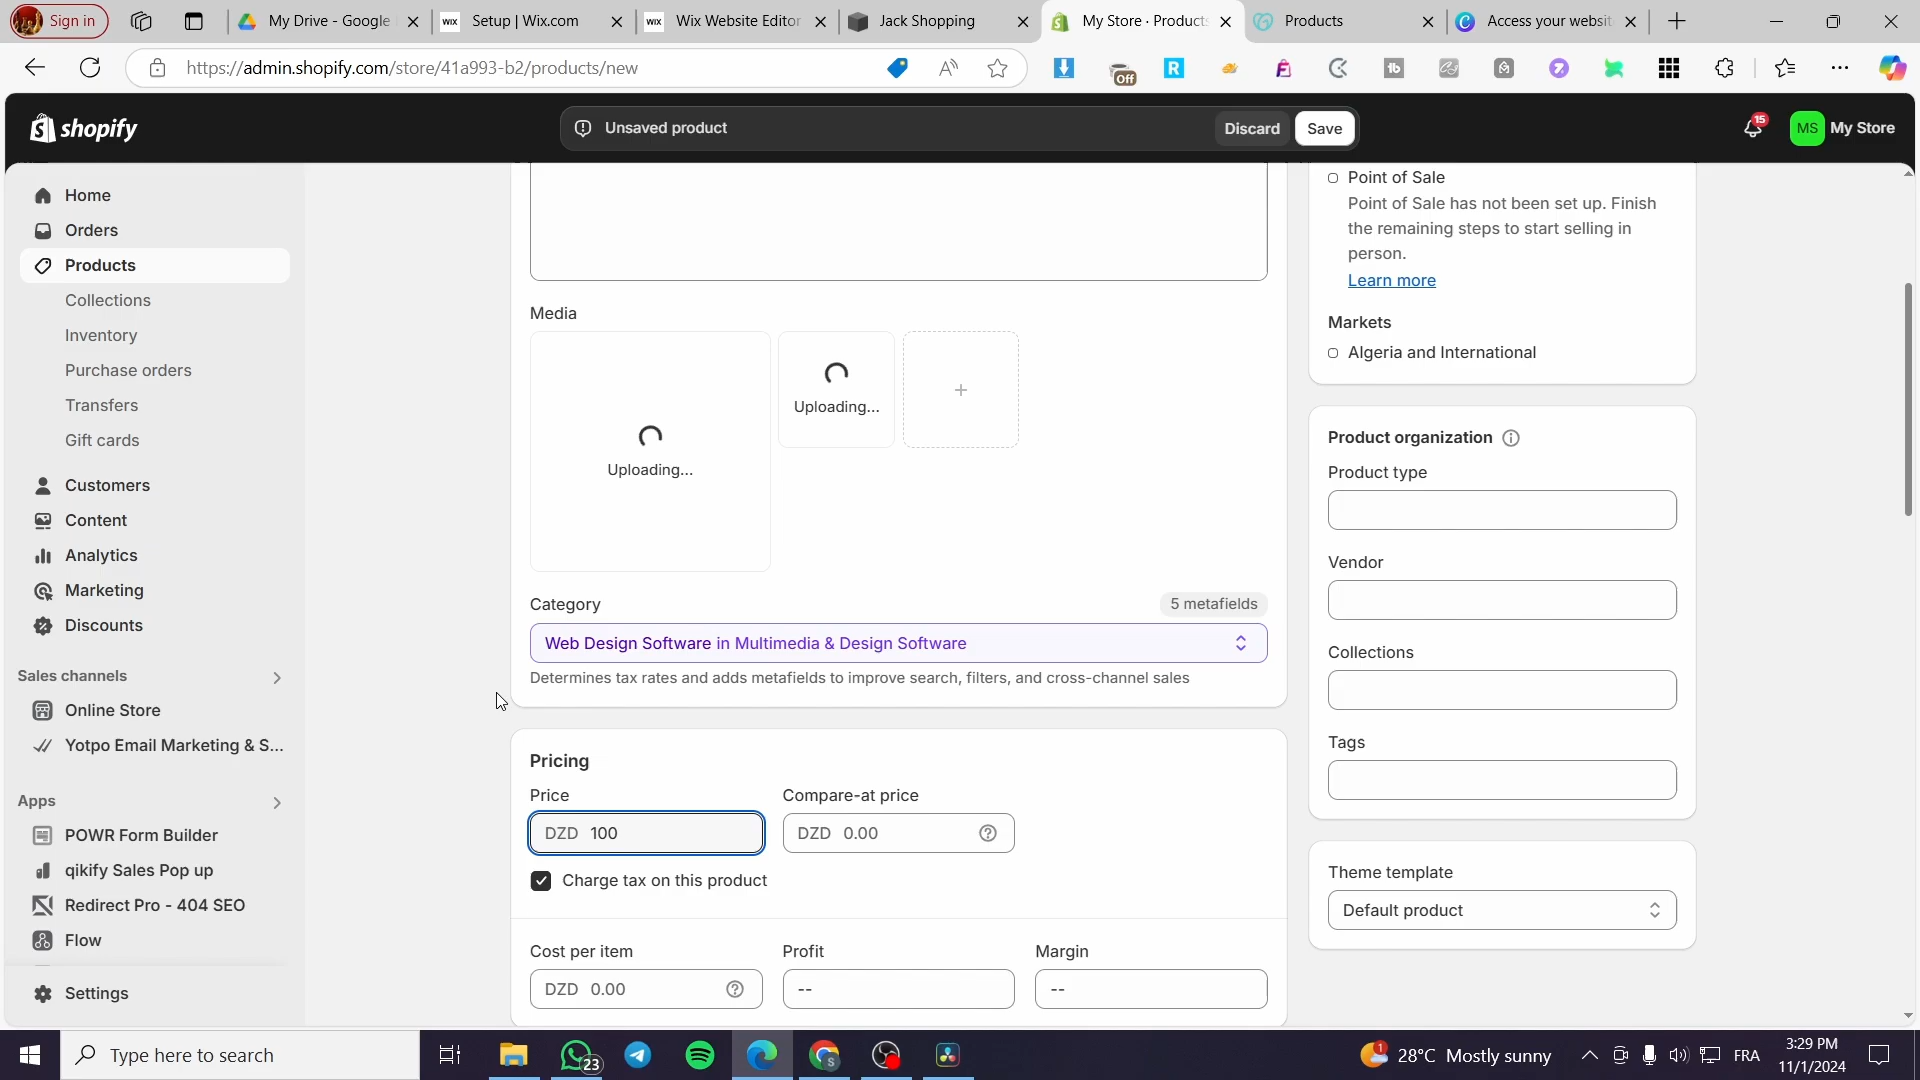 Sign in
My Drive - Google
Setup | Wix.com
Wix Website Editor
Jack Shopping
My Store · Products
Products
Access your websit
https://admin.shopify.com/store/41a993-b2/products/new
Off
shopify
Unsaved product
Discard
Save
15
MS
My Store
Home
Orders
Products
Collections
Inventory
Purchase orders
Transfers
Gift cards
Customers
Content
Analytics
Marketing
Discounts
Sales channels
Online Store
Yotpo Email Marketing & S...
Apps
POWR Form Builder
qikify Sales Pop up
Redirect Pro - 404 SEO
Flow
Settings
Media
Uploading...
Uploading...
Category
5 metafields
Web Design Software in Multimedia & Design Software
Determines tax rates and adds metafields to improve search, filters, and cross-channel sales
Pricing
Price
Compare-at price
DZD 100
DZD 0.00
Charge tax on this product
Cost per item
Profit
Margin
DZD 0.00
--
--
Point of Sale
Point of Sale has not been set up. Finish
the remaining steps to start selling in
person.
Learn more
Markets
Algeria and International
Product organization
Product type
Vendor
Collections
Tags
Theme template
Default product
Type here to search
23
1
28°C Mostly sunny
FRA
3:29 PM
11/1/2024